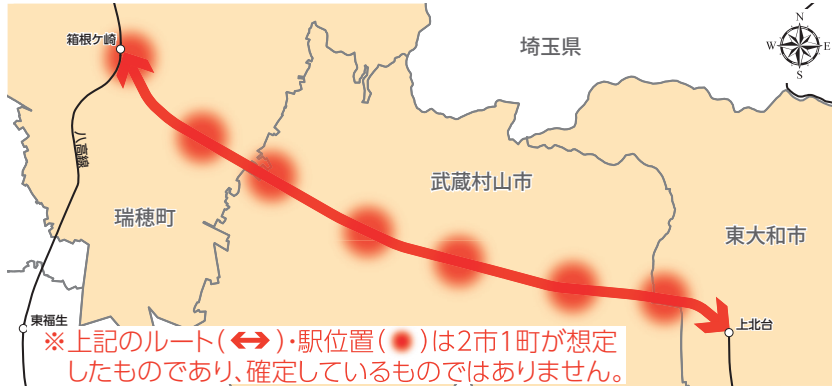 箱根ケ崎
埼玉県
N
W E
S
八高線
武蔵村山市
瑞穂町
東大和市
東福生
上北台
※上記のルート(↔)・駅位置(●)は2市1町が想定
したものであり、確定しているものではありません。